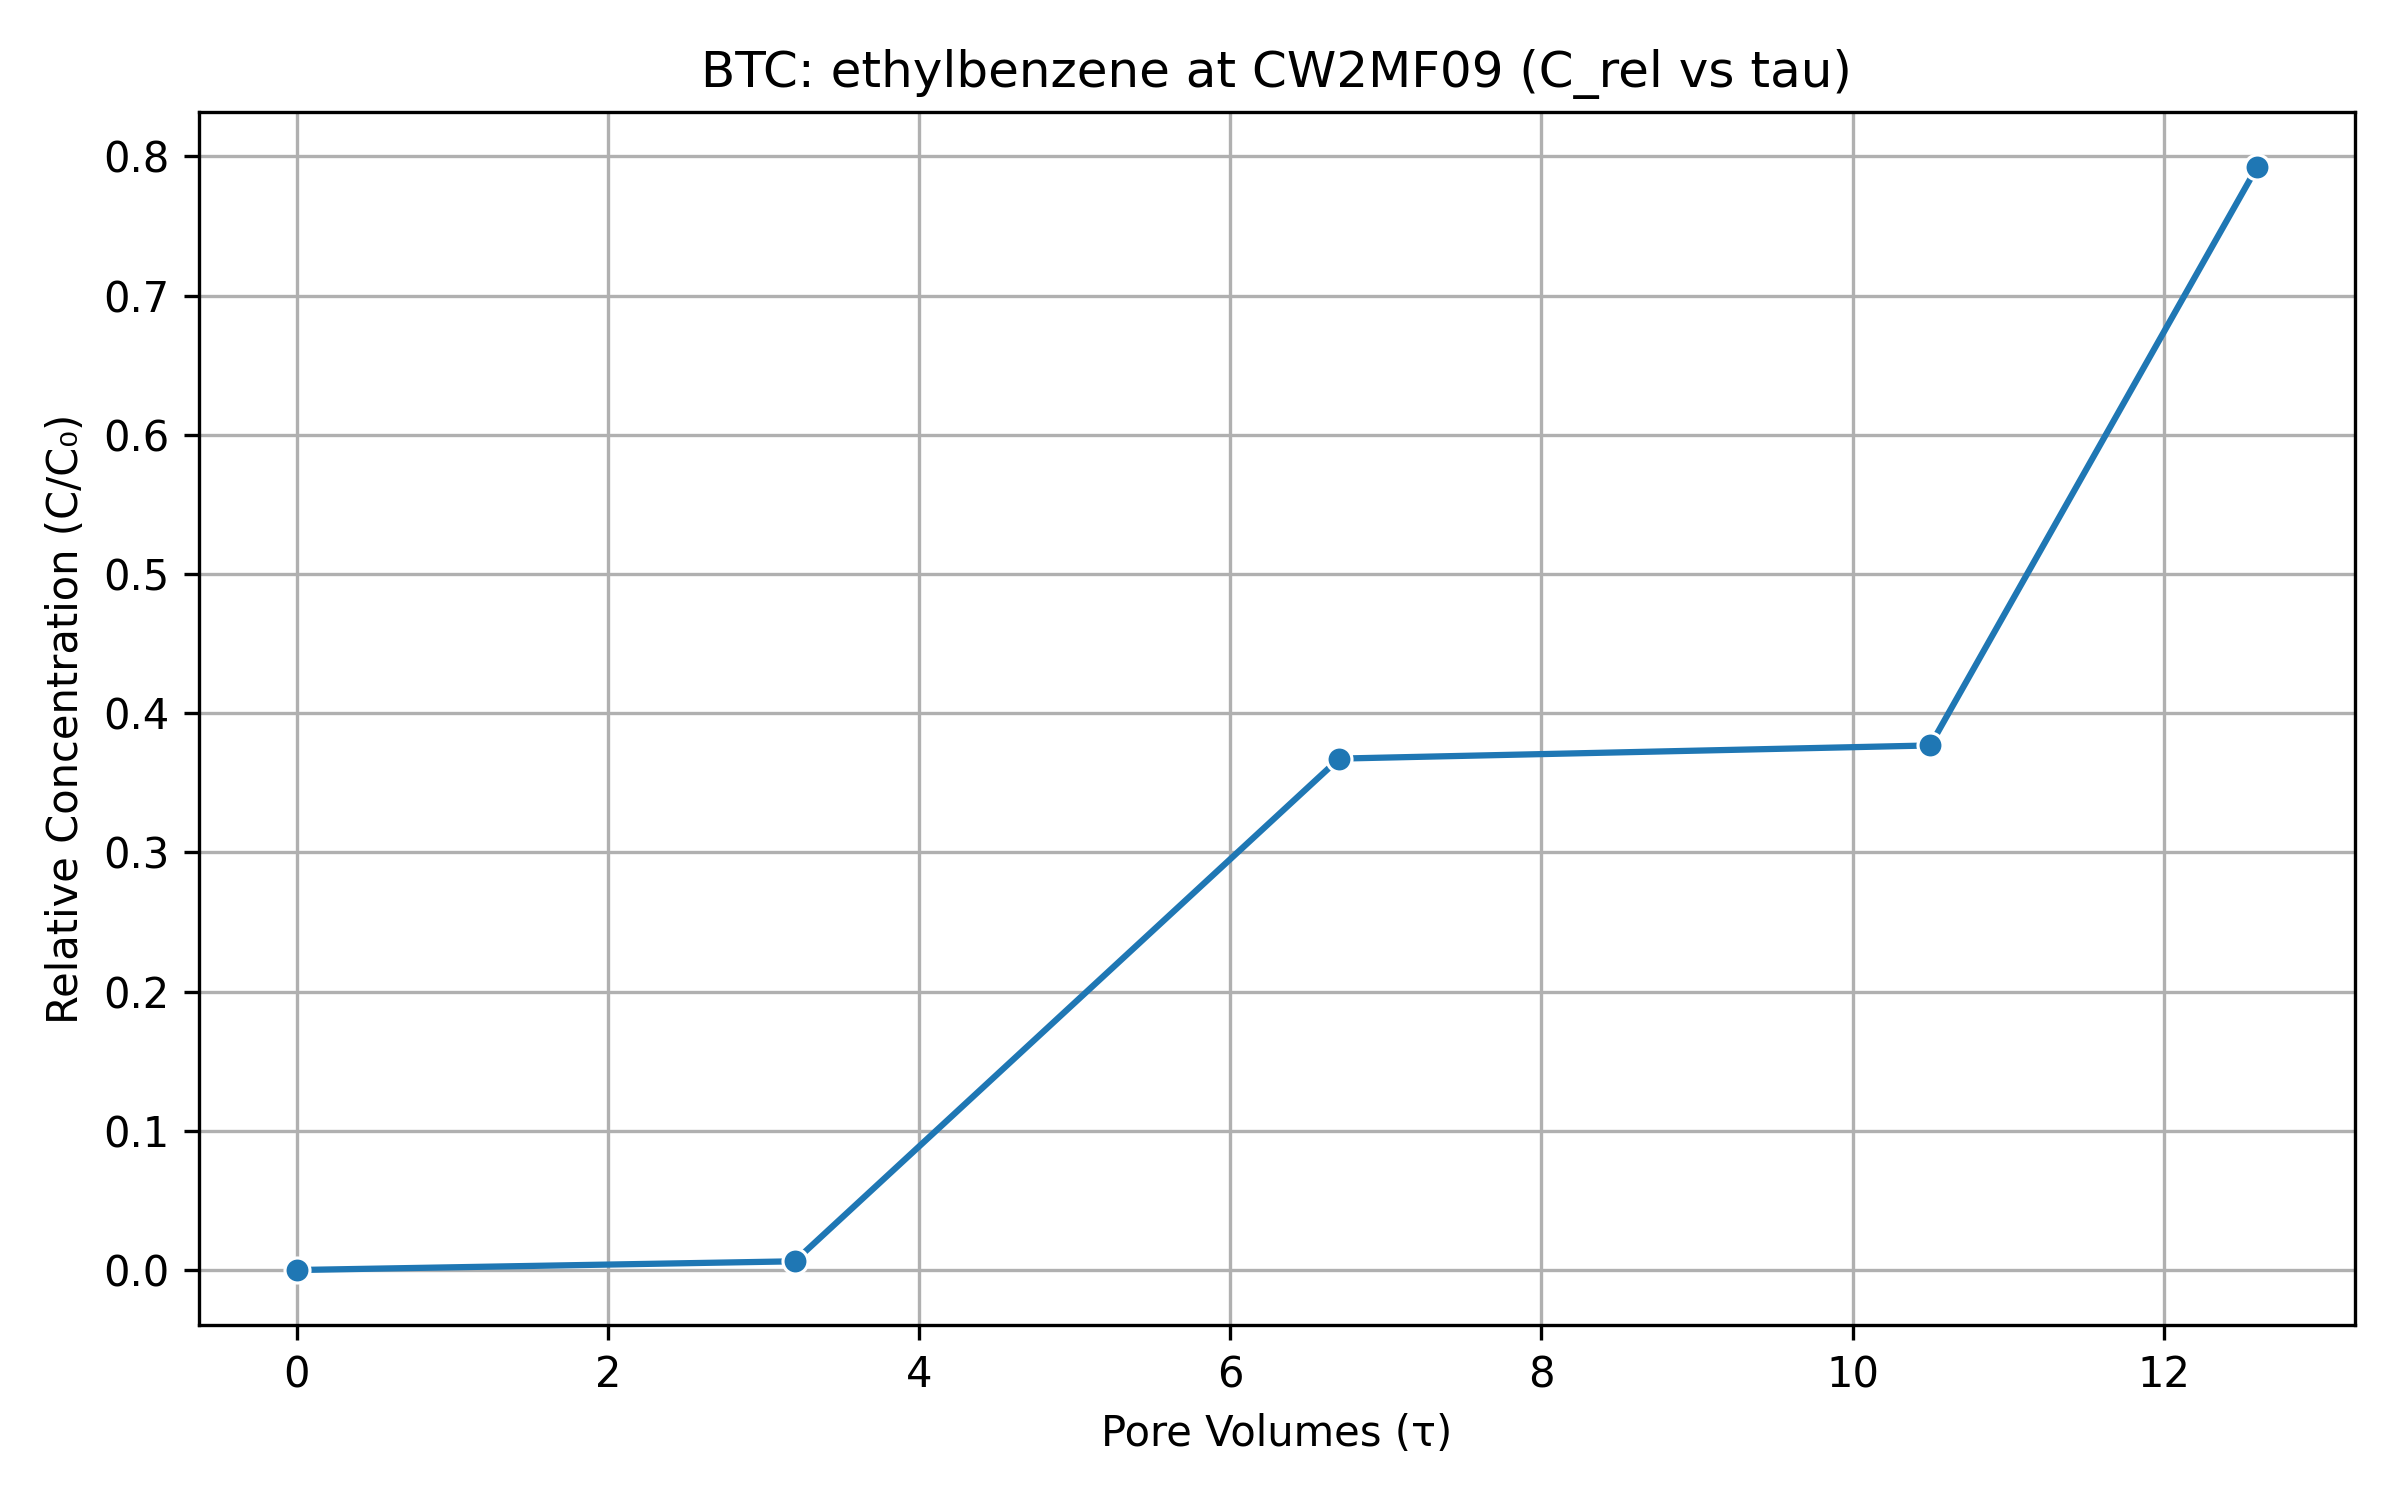 BTC: ethylbenzene at CW2MF09 (C_rel vs tau)
Relative Concentration (C/C₀)
0.8
0.7
0.6
0.5
0.4
0.3
0.2
0.1
0.0
0 2 4 6 8 10 12
Pore Volumes (τ)